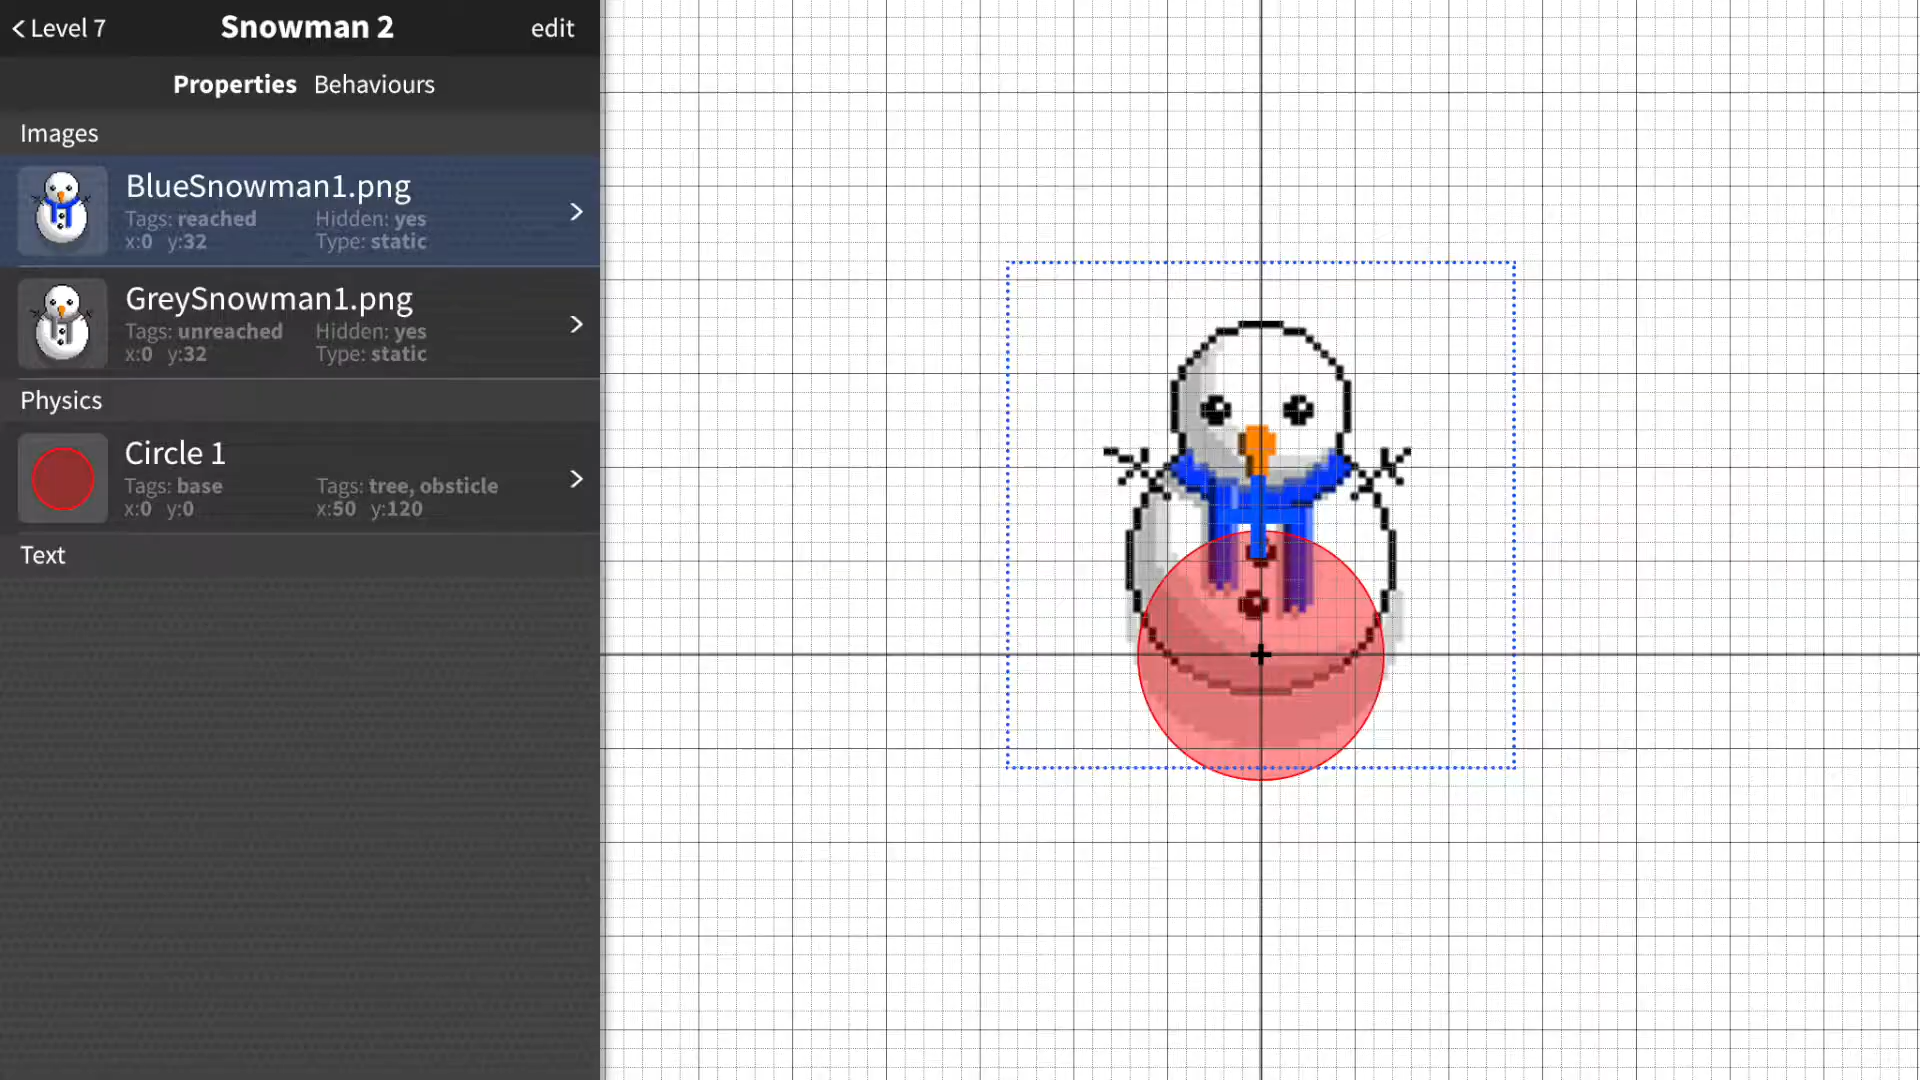 Level 7
Snowman 2
edit
Properties Behaviours
Images
BlueSnowman1.png
Tags: reached Hidden: yes
x:0 y:32 Type: static
GreySnowman1.png
Tags: unreached Hidden: yes
x:0 y:32 Type: static
Physics
Circle 1
Tags: base Tags: tree, obsticle
x:0 y:0 x:50 y:120
Text